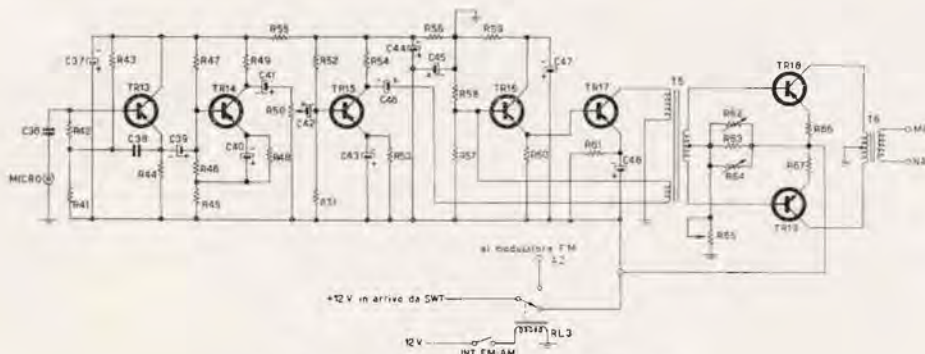 R55
R56
R59
C37
R43
R47
R49
C41
R52
R54
C44
C45
C47
TR13
TR14
R50
TR15
C46
R58
TR16
TR17
T5
TR18
C36
R42
C38
C39
C42
R62
R66
T6
C40
R48
R63
R67
R44
R46
C43
R53
R57
R60
R61
C48
R64
MICRO
R41
R45
R51
R65
TR19
al modulatore FM
+12 V in arrivo da SWT
RL3
12 V
INT. FM-AM